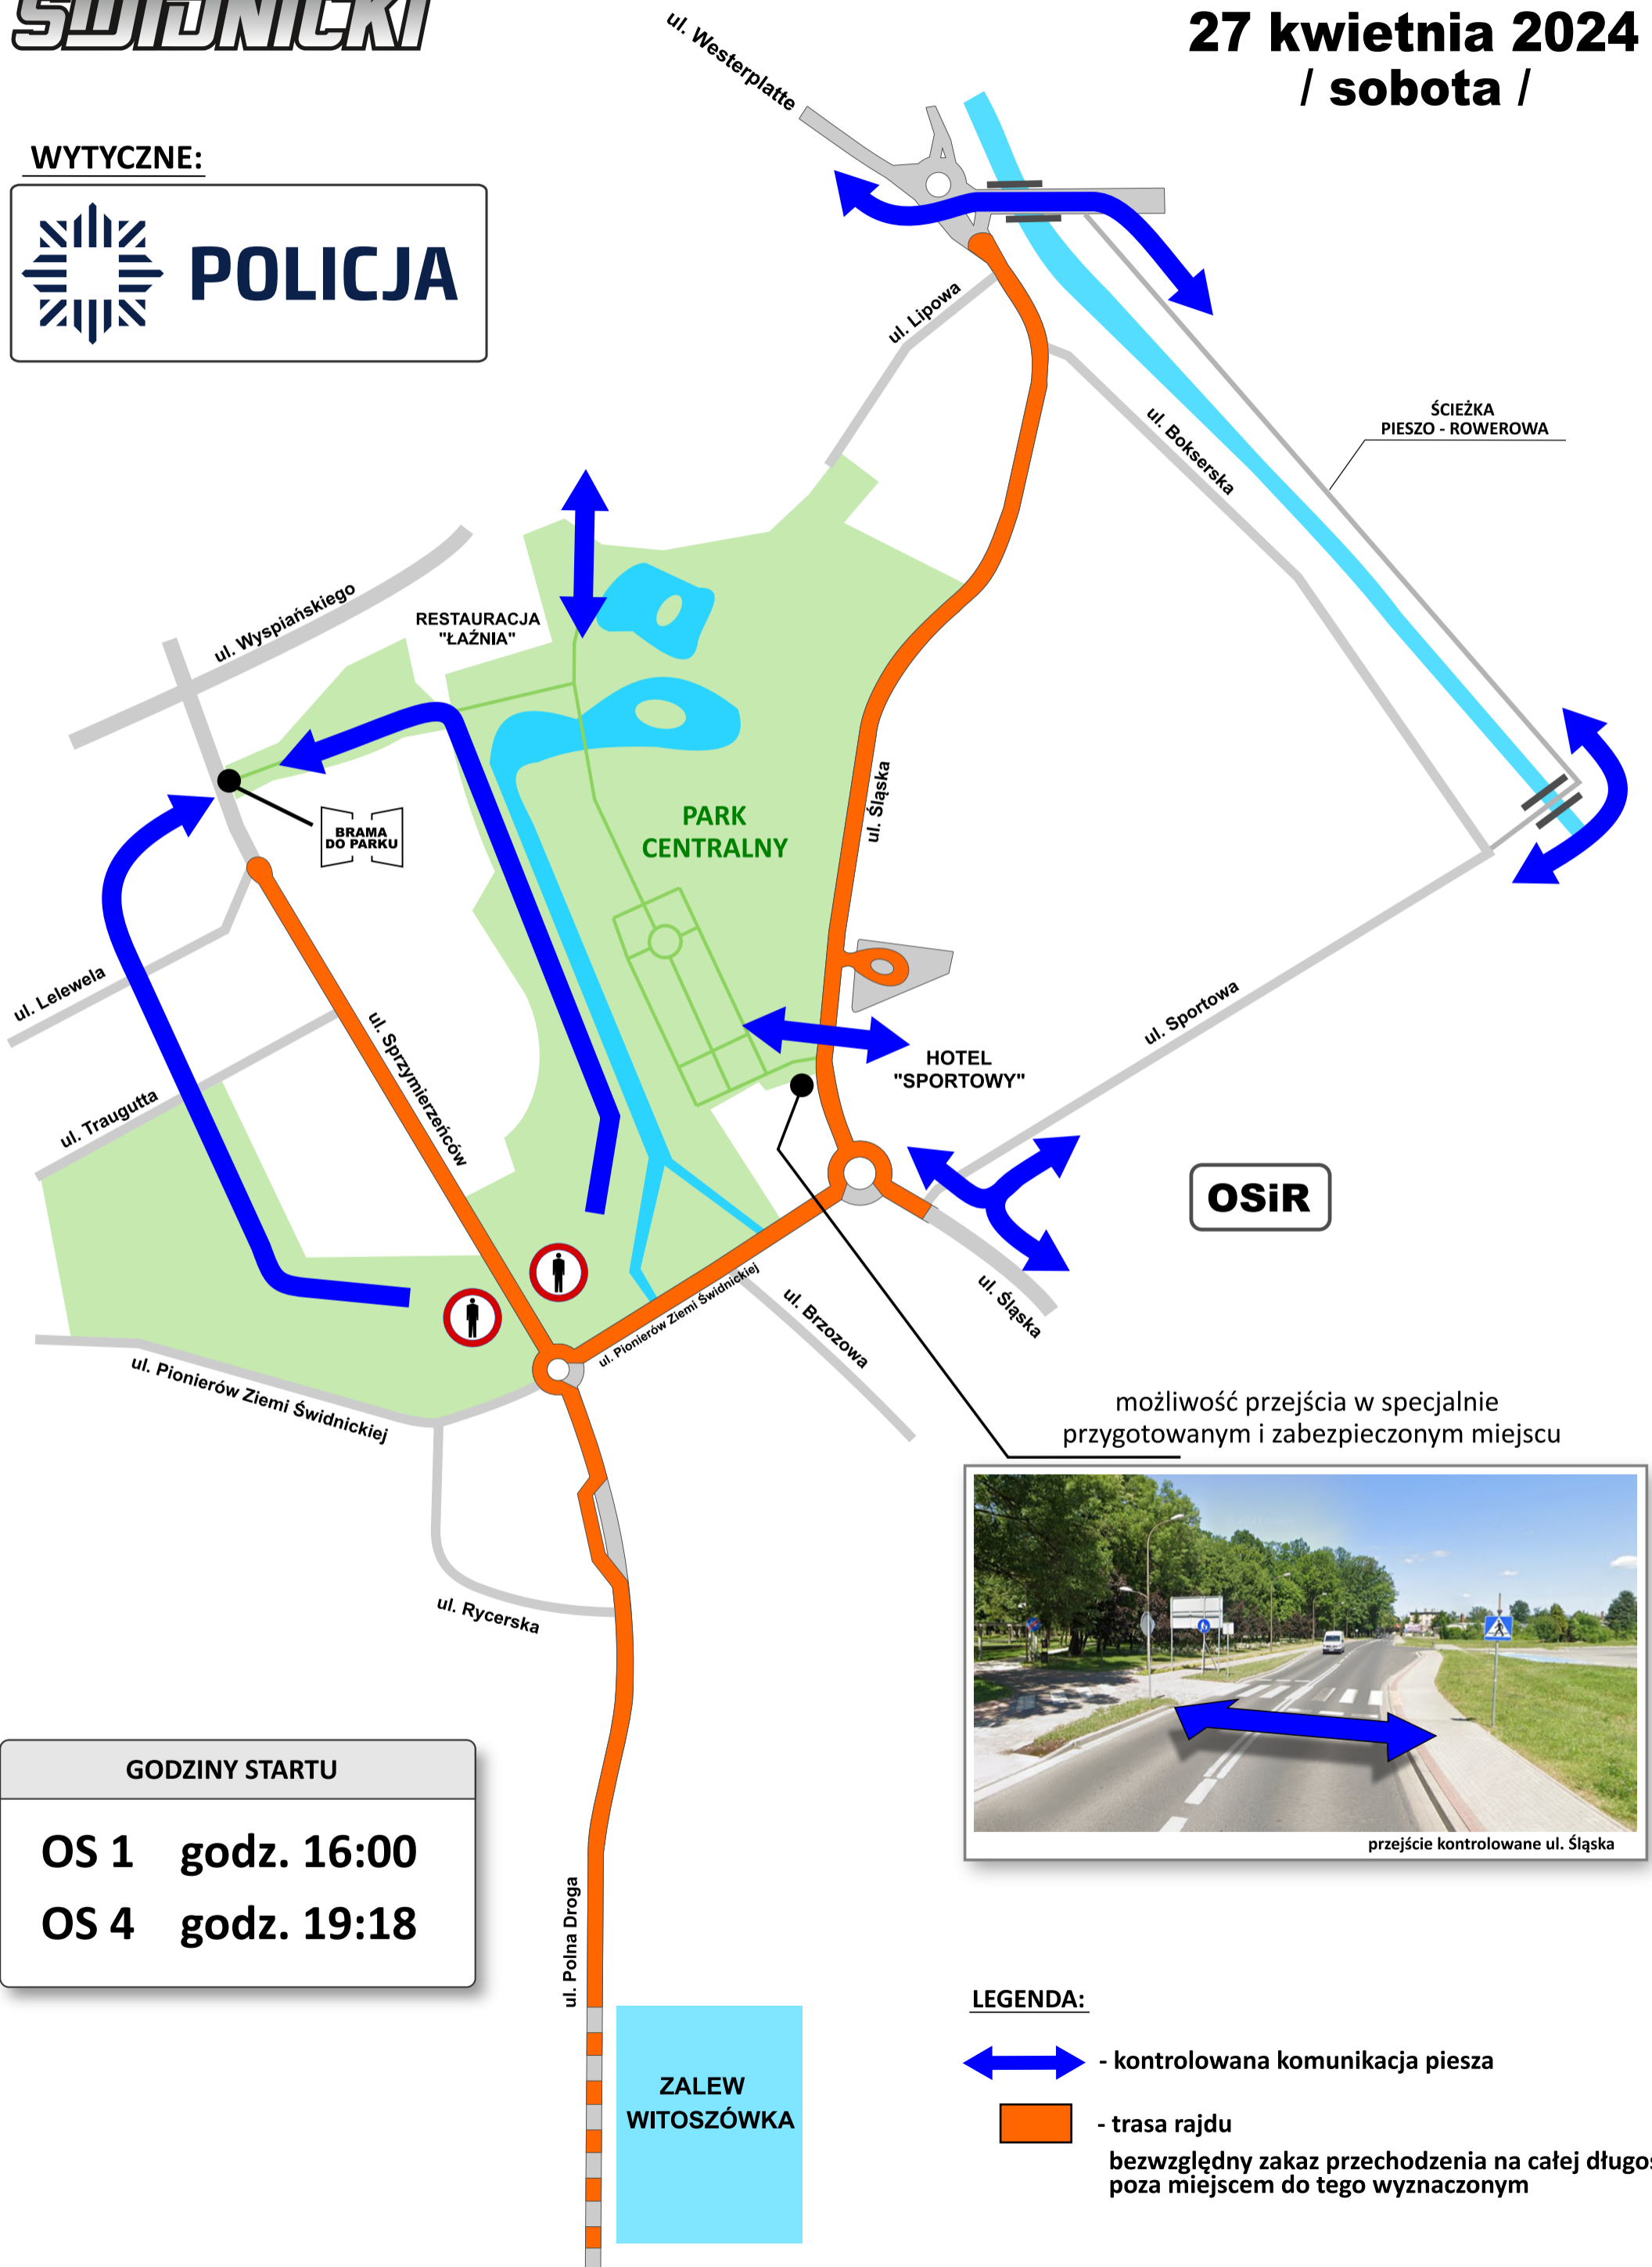 ŚWIDNICKI
27 kwietnia 2024
/ sobota /
WYTYCZNE:
POLICJA
ul. Westerplatte
ul. Lipowa
ul. Bokserska
ŚCIEŻKA
PIESZO - ROWEROWA
ul. Wyspiańskiego
RESTAURACJA
"ŁAŹNIA"
ul. Śląska
PARK
CENTRALNY
BRAMA
DO PARKU
ul. Lelewela
ul. Sprzymierzeńców
ul. Traugutta
HOTEL
"SPORTOWY"
ul. Sportowa
OSiR
ul. Śląska
ul. Pionierów Ziemi Świdnickiej
ul. Brzozowa
ul. Pionierów Ziemi Świdnickiej
możliwość przejścia w specjalnie
przygotowanym i zabezpieczonym miejscu
ul. Rycerska
przejście kontrolowane ul. Śląska
GODZINY STARTU
OS 1 godz. 16:00
OS 4 godz. 19:18
ul. Polna Droga
ZALEW
WITOSZÓWKA
LEGENDA:
- kontrolowana komunikacja piesza
- trasa rajdu
bezwzględny zakaz przechodzenia na całej
poza miejscem do tego wyznaczonym